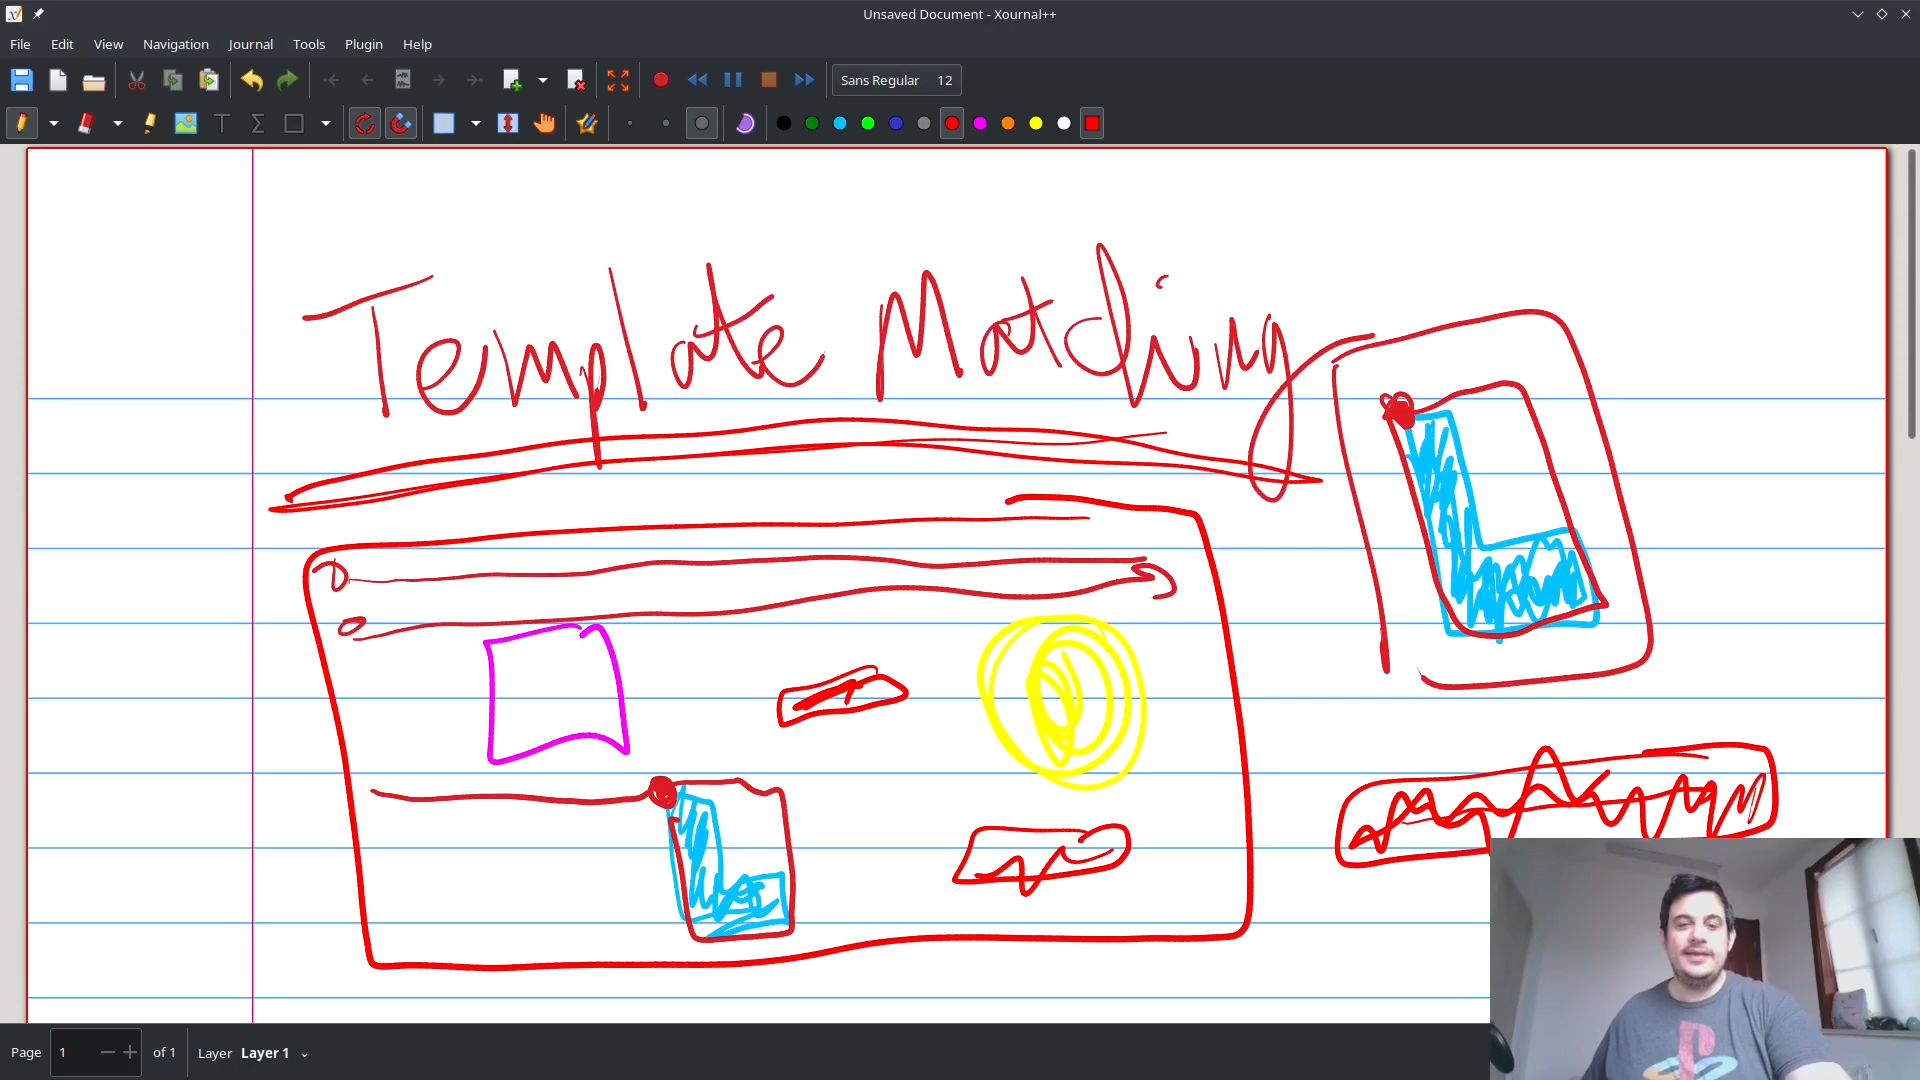 Unsaved Document - Xournal++
File Edit View Navigation Journal Tools Plugin Help
Sans Regular 12
Template Matching
Page 1 of 1 Layer Layer 1